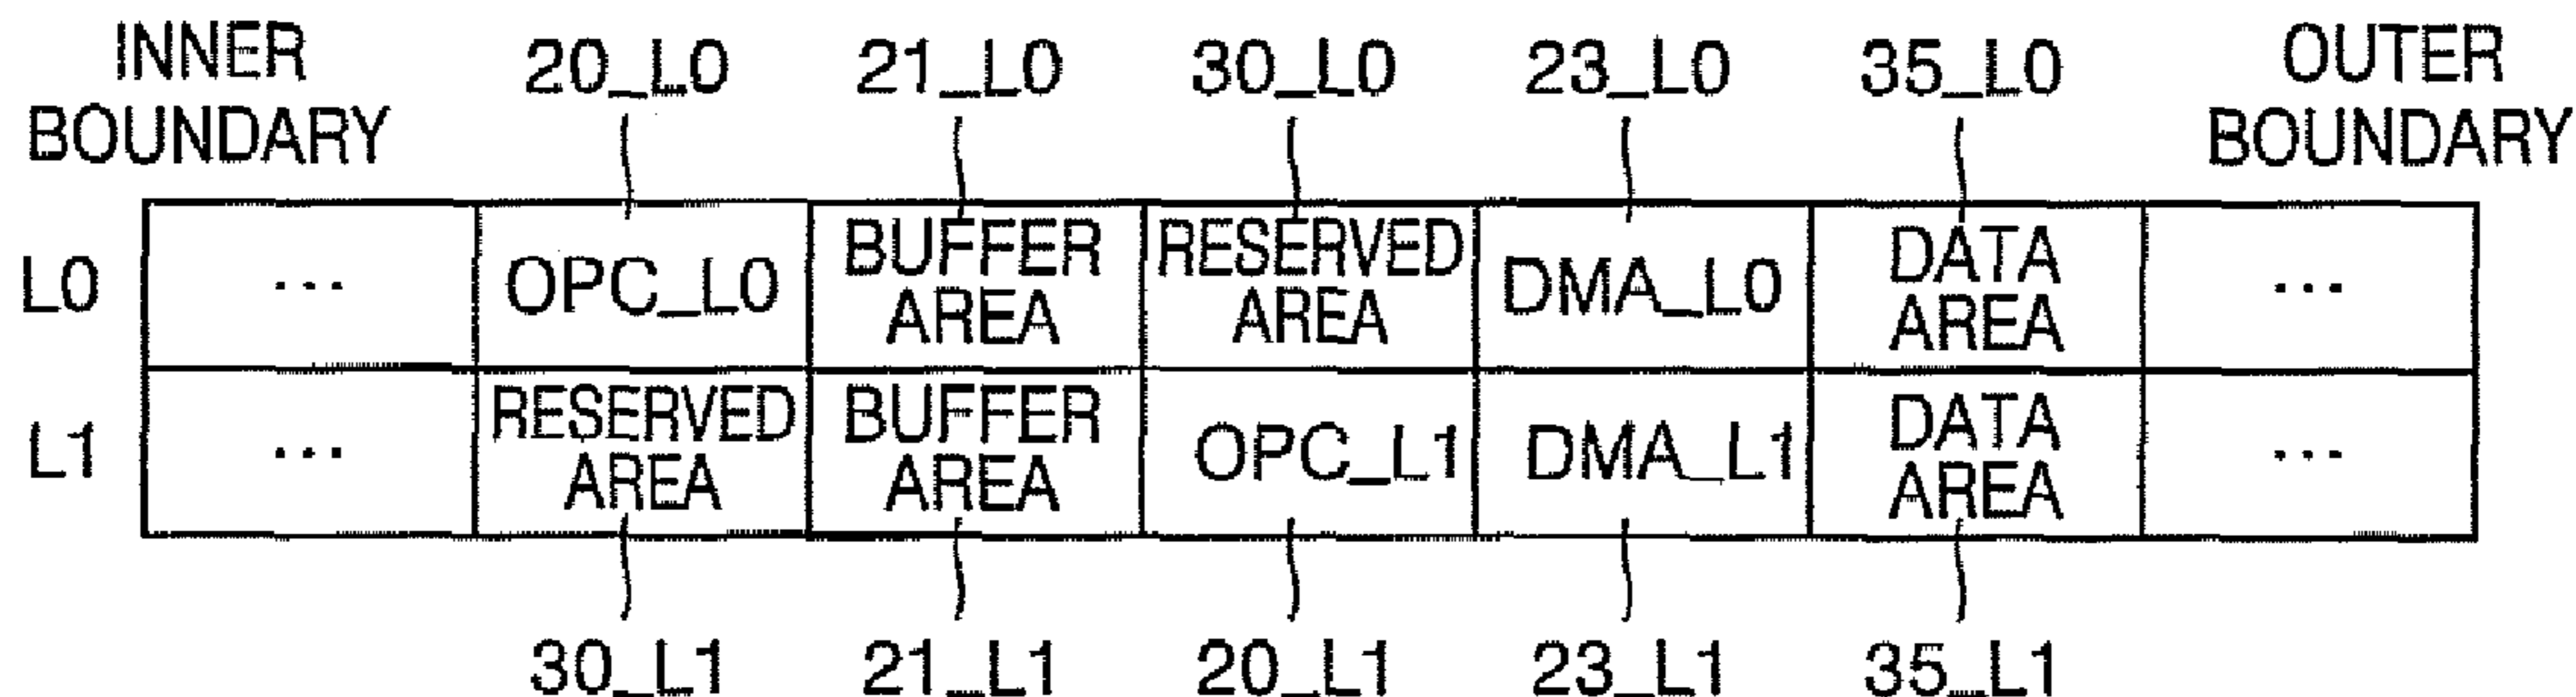 INNER BOUNDARY
20_L0 21_L0 30_L0 23_L0 35_L0
OUTER BOUNDARY
L0 ... OPC_L0 BUFFER AREA RESERVED AREA DMA_L0 DATA AREA ...
L1 ... RESERVED AREA BUFFER AREA OPC_L1 DMA_L1 DATA AREA ...
30_L1 21_L1 20_L1 23_L1 35_L1